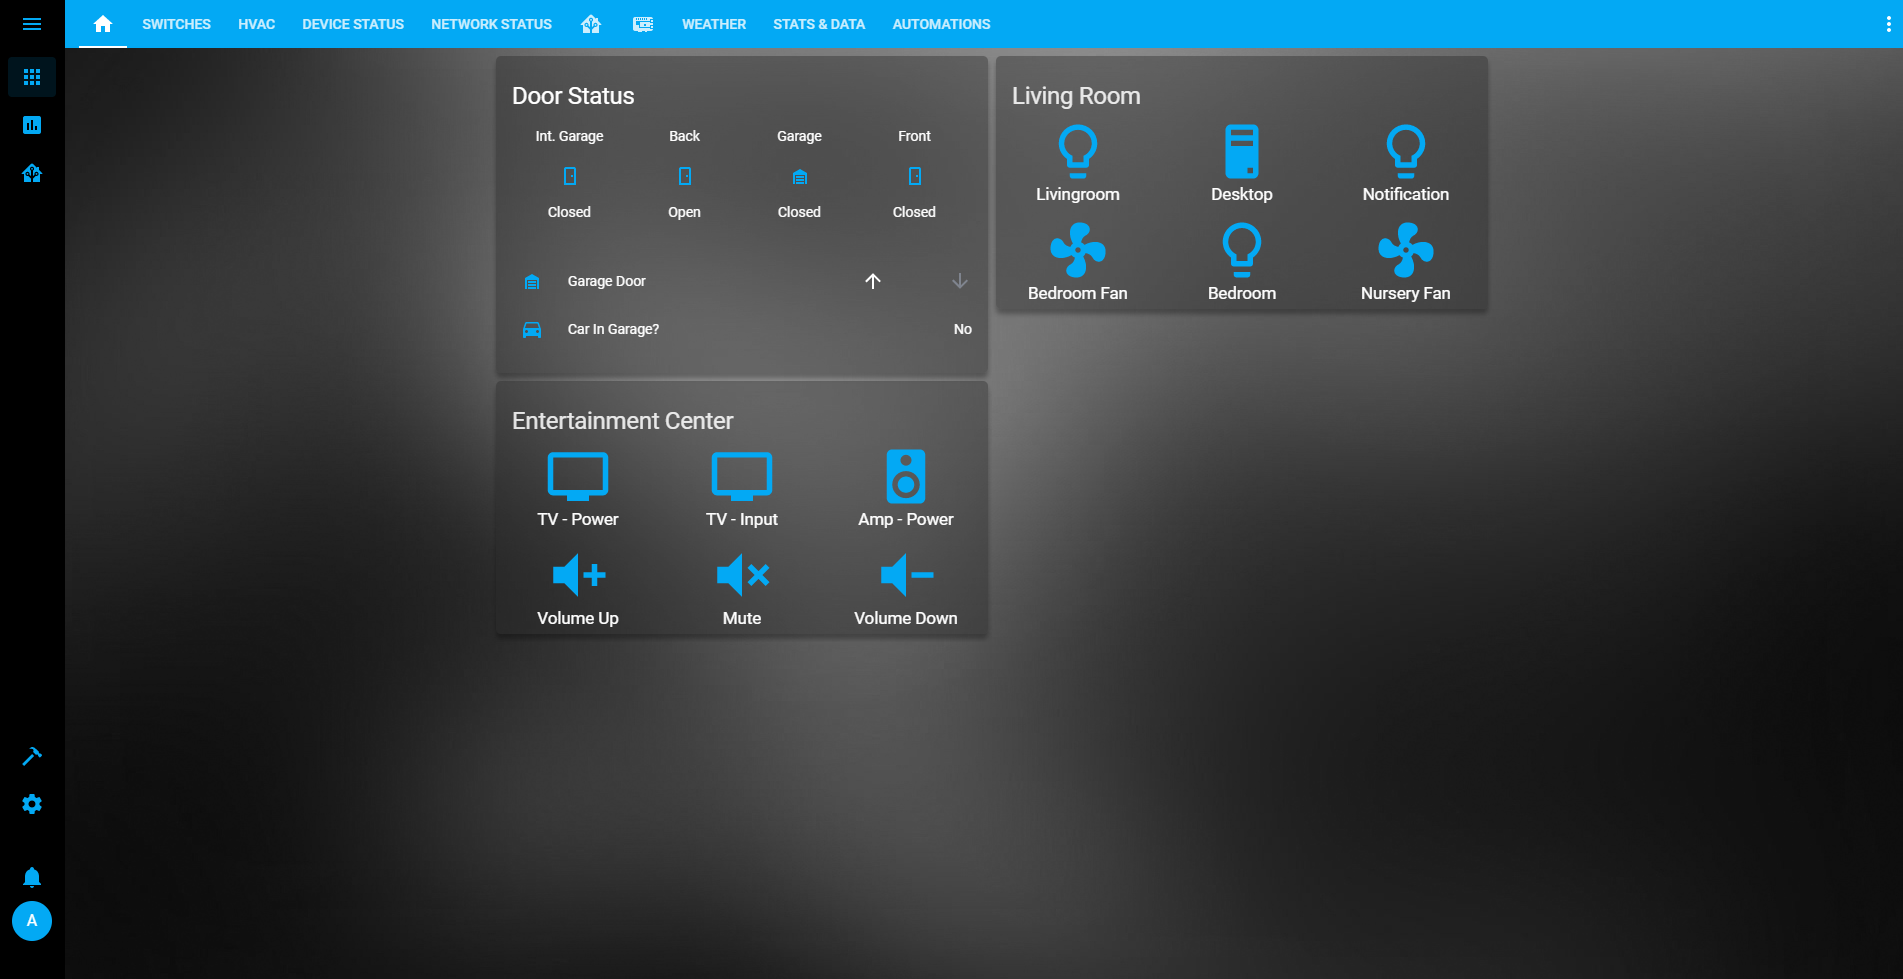 SWITCHES HVAC DEVICE STATUS NETWORK STATUS WEATHER STATS & DATA AUTOMATIONS
Door Status
Int. Garage Back Garage Front
Closed Open Closed Closed
Garage Door
Car In Garage? No
Living Room
Livingroom Desktop Notification
Bedroom Fan Bedroom Nursery Fan
Entertainment Center
TV - Power TV - Input Amp - Power
Volume Up Mute Volume Down
A